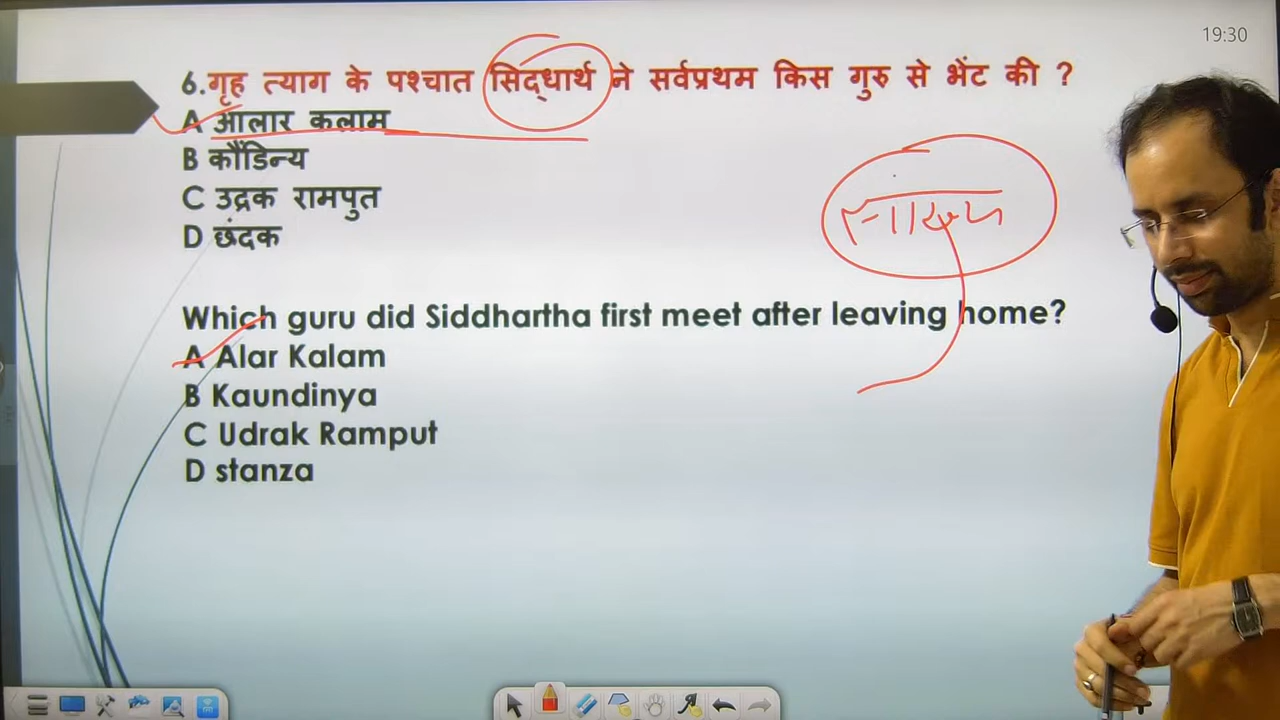 19:30
6.गृह त्याग के पश्चात सिद्धार्थ ने सर्वप्रथम किस गुरु से भेंट की ?
A आलार कलाम
B कौंडिन्य
C उद्रक रामपुत
D छंदक
Which guru did Siddhartha first meet after leaving home?
A Alar Kalam
B Kaundinya
C Udrak Ramput
D stanza